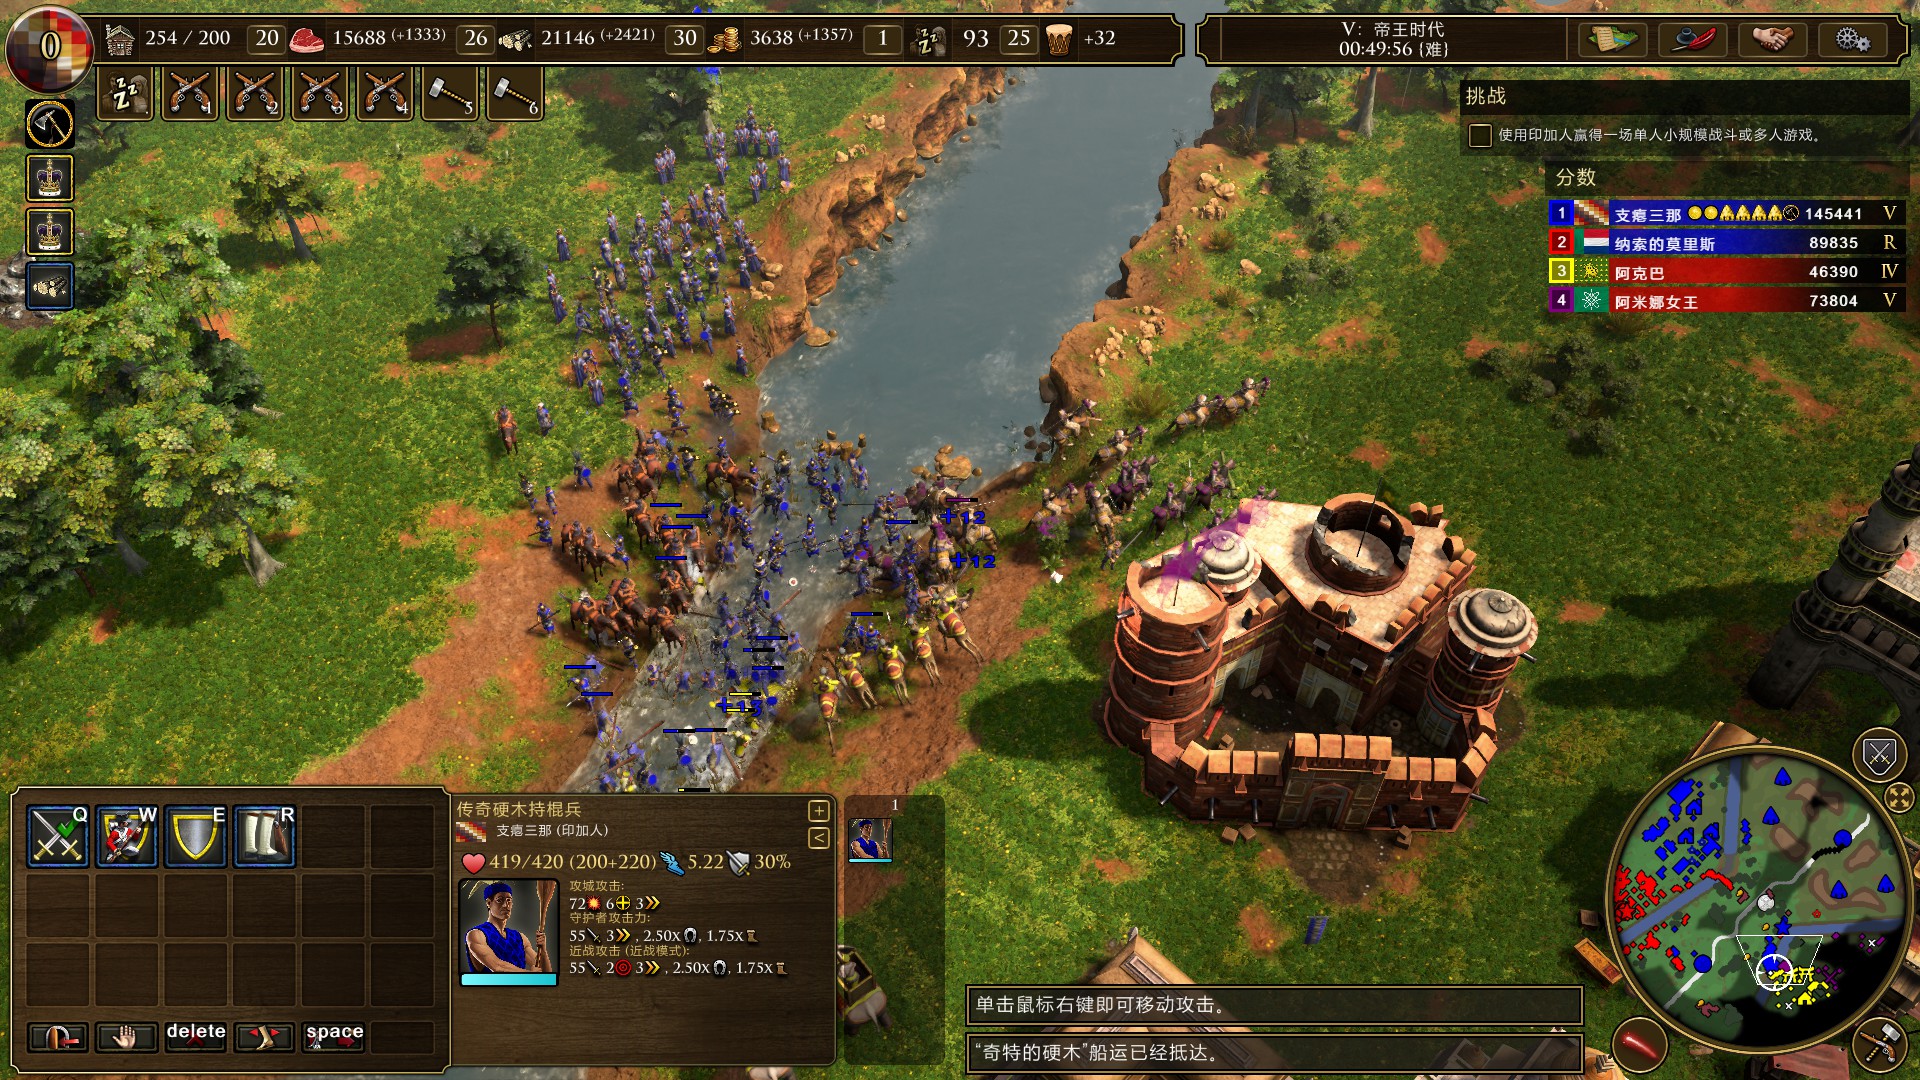 0
254 / 200
20
15688 (+1333)
26
21146 (+2421)
30
3638 (+1357)
1
93
25
+32
V: 帝王时代
00:49:56 {难}
1
2
3
4
5
6
挑战
使用印加人赢得一场单人小规模战斗或多人游戏。
分数
1 支瘪三那 145441 V
2 纳索的莫里斯 89835 R
3 阿克巴 46390 IV
4 阿米娜女王 73804 V
+12
+12
+15
Q
W
E
R
delete
space
传奇硬木持棍兵
支瘪三那 (印加人)
419/420 (200+220) 5.22 30%
攻城攻击:
72 6 3
守护者攻击力:
55 3 , 2.50x , 1.75x
近战攻击 (近战模式):
55 2 3 , 2.50x , 1.75x
+
<
1
单击鼠标右键即可移动攻击。
“奇特的硬木”船运已经抵达。